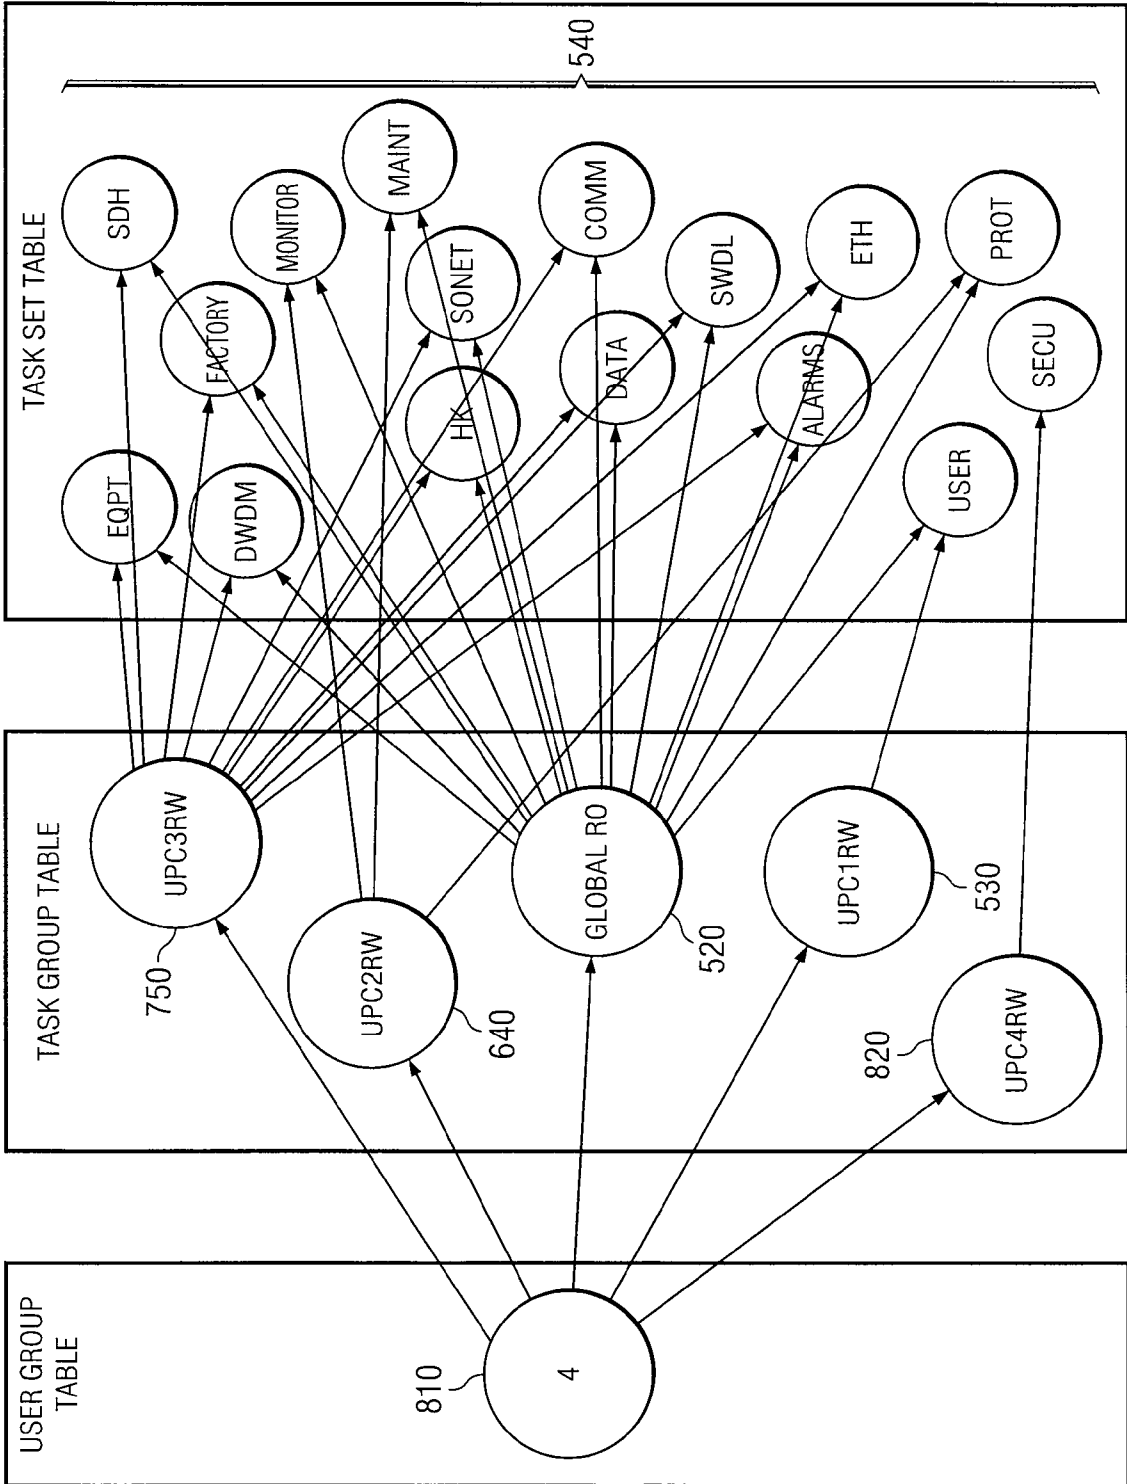 USER GROUP
TABLE
810
4
TASK GROUP TABLE
750
UPC3RW
UPC2RW
640
GLOBAL RO
520
UPC1RW
530
820
UPC4RW
TASK SET TABLE
SDH
EQPT
FACTORY
DWDM
MONITOR
MAINT
SONET
HK
COMM
DATA
SWDL
ETH
ALARMS
PROT
USER
SECU
540